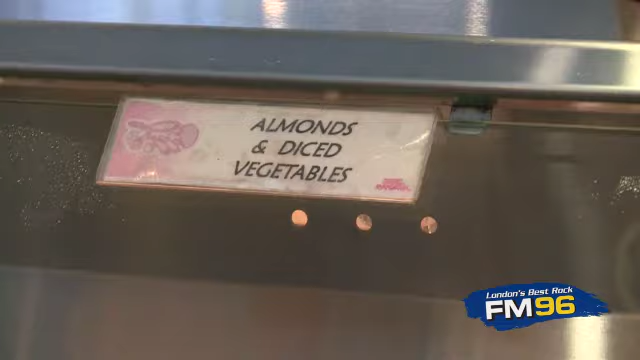 ALMONDS
& DICED
VEGETABLES
London's Best Rock
FM96